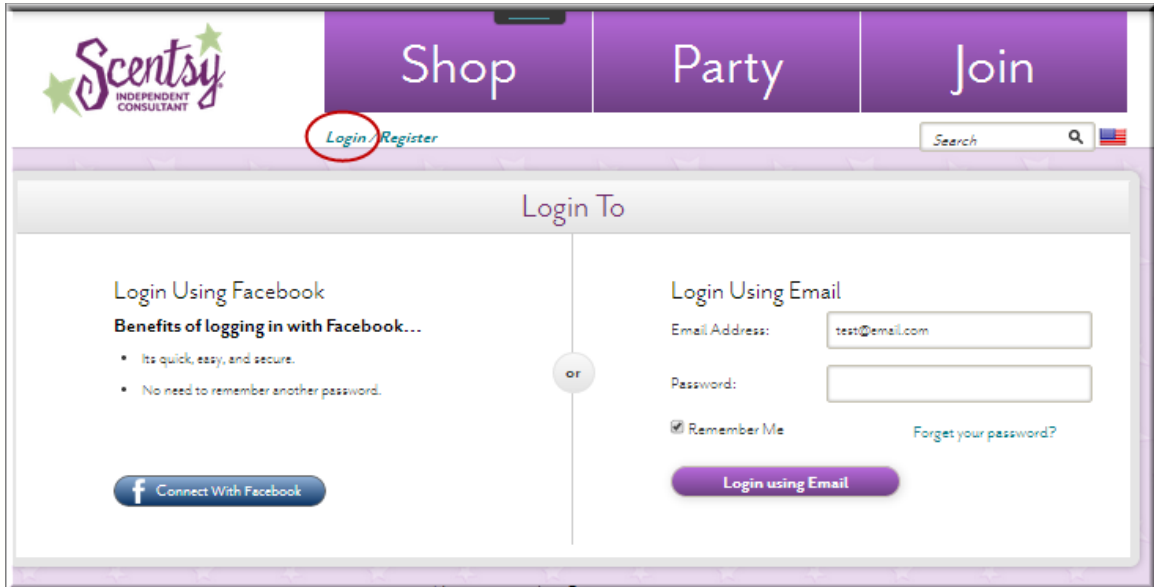 Scentsy
INDEPENDENT
CONSULTANT
Shop
Party
Join
Login / Register
Search
Login To
Login Using Facebook
Benefits of logging in with Facebook...
• Its quick, easy, and secure.
• No need to remember another password.
Connect With Facebook
or
Login Using Email
Email Address: test@email.com
Password:
Remember Me Forget your password?
Login using Email